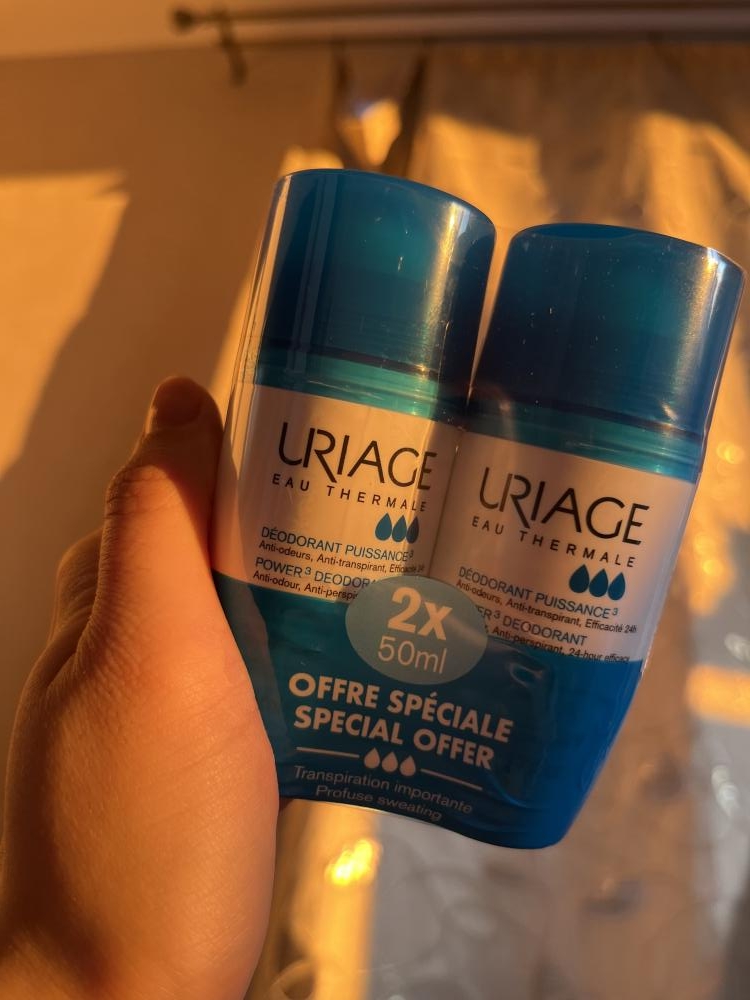 URIAGE
EAU THERMALE
DÉODORANT PUISSANCE³
Anti-odeurs, Anti-transpirant, Efficacité 24h
POWER³
Anti-odour,
URIAGE
EAU THERMALE
DÉODORANT PUISSANCE³
Anti-odeurs, Anti-transpirant, Efficacité 24h
DEODORANT
Anti-perspirant, 24-hour efficacy
2x
50ml
OFFRE SPÉCIALE
SPECIAL OFFER
Transpiration importante
Profuse sweating